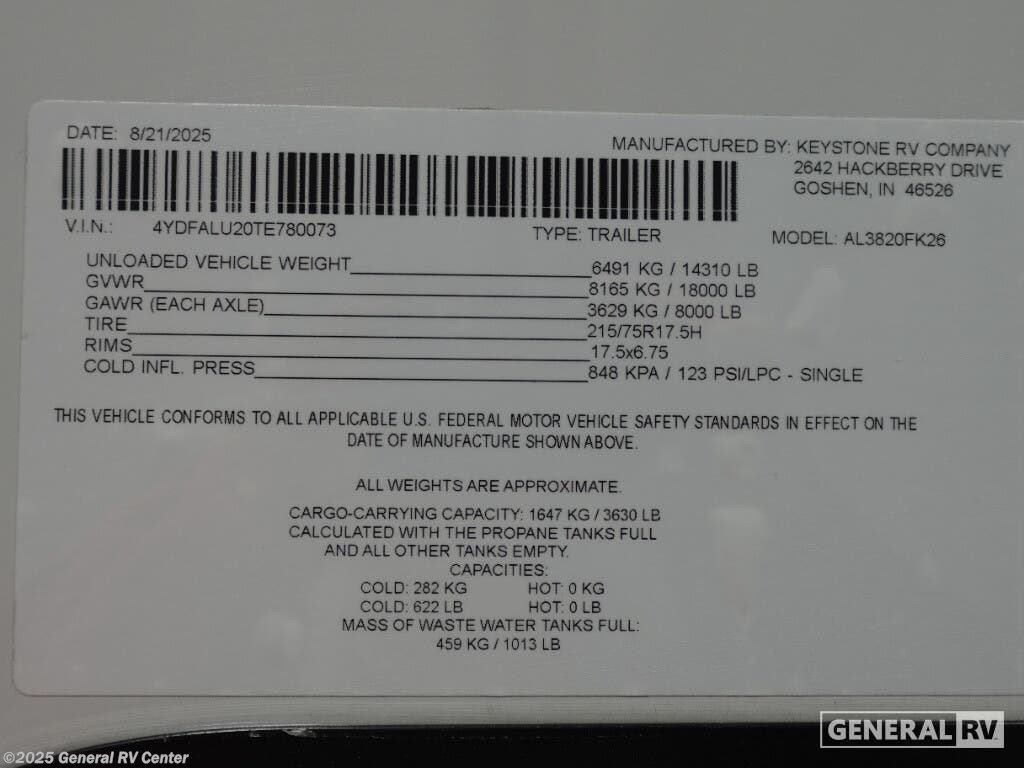 DATE: 8/21/2025
MANUFACTURED BY: KEYSTONE RV COMPANY
2642 HACKBERRY DRIVE
GOSHEN, IN 46526
V.I.N.: 4YDFALU20TE780073 TYPE: TRAILER MODEL: AL3820FK26
UNLOADED VEHICLE WEIGHT 6491 KG / 14310 LB
GVWR 8165 KG / 18000 LB
GAWR (EACH AXLE) 3629 KG / 8000 LB
TIRE 215/75R17.5H
RIMS 17.5x6.75
COLD INFL. PRESS 848 KPA / 123 PSI/LPC - SINGLE
THIS VEHICLE CONFORMS TO ALL APPLICABLE U.S. FEDERAL MOTOR VEHICLE SAFETY STANDARDS IN EFFECT ON THE
DATE OF MANUFACTURE SHOWN ABOVE.
ALL WEIGHTS ARE APPROXIMATE.
CARGO-CARRYING CAPACITY: 1647 KG / 3630 LB
CALCULATED WITH THE PROPANE TANKS FULL
AND ALL OTHER TANKS EMPTY.
CAPACITIES:
COLD: 282 KG HOT: 0 KG
COLD: 622 LB HOT: 0 LB
MASS OF WASTE WATER TANKS FULL:
459 KG / 1013 LB
GENERAL RV
©2025 General RV Center